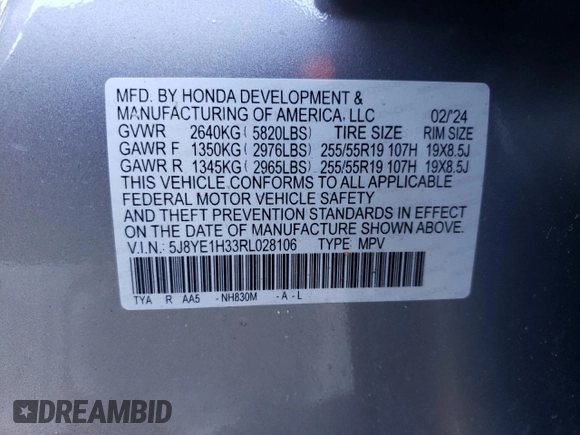 MFD. BY HONDA DEVELOPMENT &
MANUFACTURING OF AMERICA, LLC 02/'24
GVWR 2640KG ( 5820LBS) TIRE SIZE RIM SIZE
GAWR F 1350KG ( 2976LBS) 255/55R19 107H 19X8.5J
GAWR R 1345KG ( 2965LBS) 255/55R19 107H 19X8.5J
THIS VEHICLE CONFORMS TO ALL APPLICABLE
FEDERAL MOTOR VEHICLE SAFETY
AND THEFT PREVENTION STANDARDS IN EFFECT
ON THE DATE OF MANUFACTURE SHOWN ABOVE.
V.I.N.: 5J8YE1H33RL028106 TYPE: MPV
TYA R AA5 -NH830M -A-L
DREAMBID